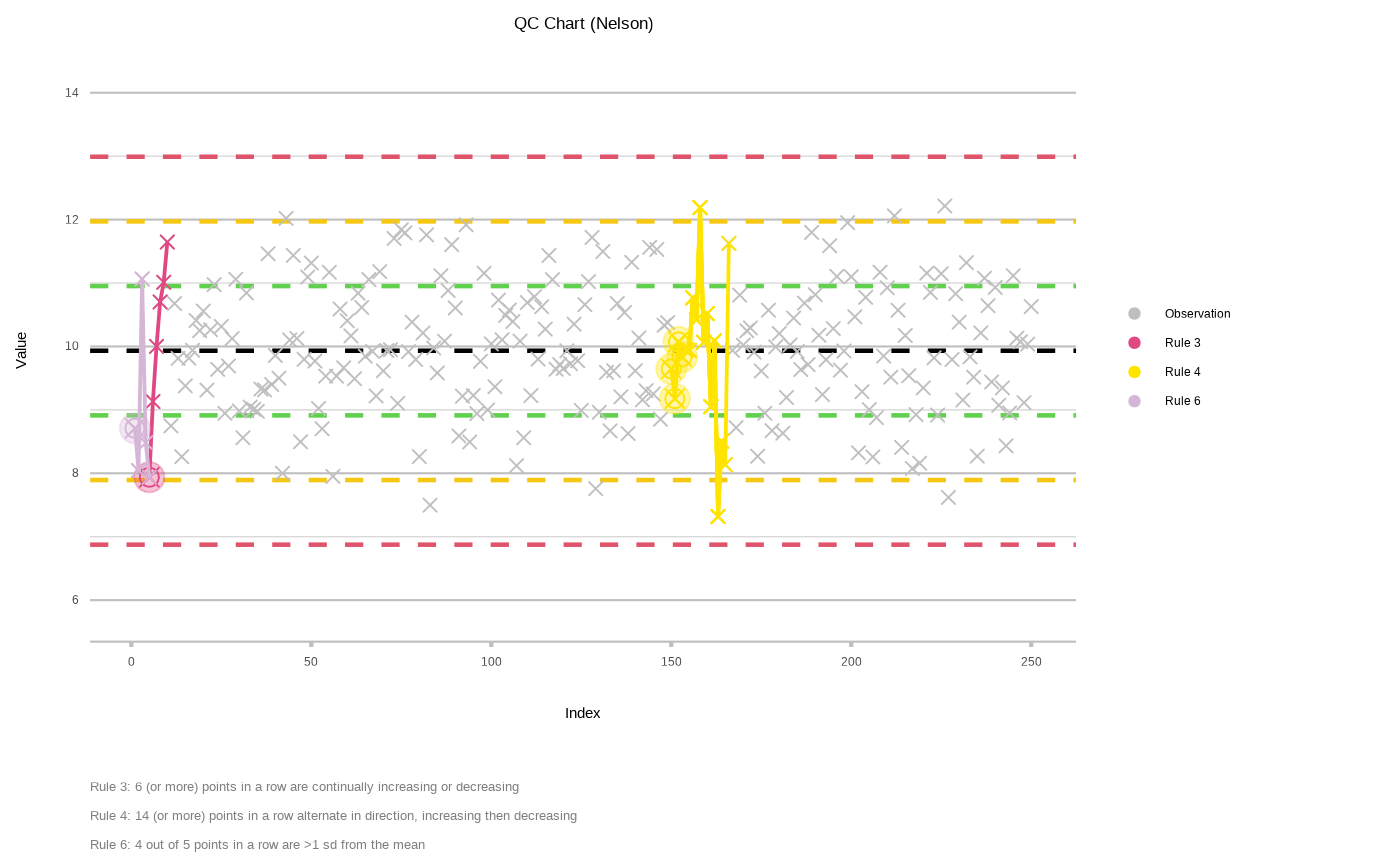 QC Chart (Nelson)
14
12
10
8
6
Value
0 50 100 150 200 250
Index
Observation
Rule 3
Rule 4
Rule 6
Rule 3: 6 (or more) points in a row are continually increasing or decreasing
Rule 4: 14 (or more) points in a row alternate in direction, increasing then decreasing
Rule 6: 4 out of 5 points in a row are >1 sd from the mean